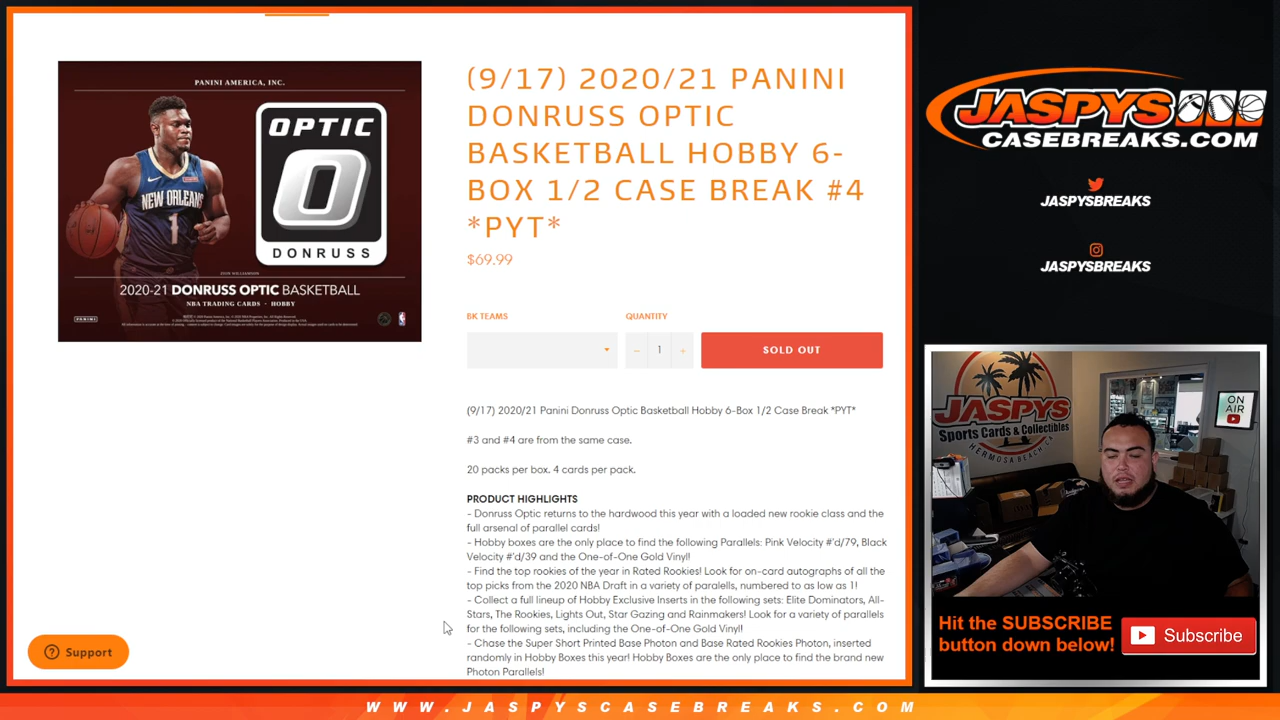 PANINI AMERICA, INC.
OPTIC
NEW ORLEANS
1
DONRUSS
ZION WILLIAMSON
2020-21 DONRUSS OPTIC BASKETBALL
NBA TRADING CARDS - HOBBY
PANINI
(9/17) 2020/21 PANINI
DONRUSS OPTIC
BASKETBALL HOBBY 6-
BOX 1/2 CASE BREAK #4
*PYT*
$69.99
BK TEAMS
QUANTITY
− 1 +
SOLD OUT
(9/17) 2020/21 Panini Donruss Optic Basketball Hobby 6-Box 1/2 Case Break *PYT*
#3 and #4 are from the same case.
20 packs per box. 4 cards per pack.
PRODUCT HIGHLIGHTS
- Donruss Optic returns to the hardwood this year with a loaded new rookie class and the
full arsenal of parallel cards!
- Hobby boxes are the only place to find the following Parallels: Pink Velocity #'d/79, Black
Velocity #'d/39 and the One-of-One Gold Vinyl!
- Find the top rookies of the year in Rated Rookies! Look for on-card autographs of all the
top picks from the 2020 NBA Draft in a variety of paralells, numbered to as low as 1!
- Collect a full lineup of Hobby Exclusive Inserts in the following sets: Elite Dominators, All-
Stars, The Rookies, Lights Out, Star Gazing and Rainmakers! Look for a variety of parallels
for the following sets, including the One-of-One Gold Vinyl!
- Chase the Super Short Printed Base Photon and Base Rated Rookies Photon, inserted
randomly in Hobby Boxes this year! Hobby Boxes are the only place to find the brand new
Photon Parallels!
Support
JASPYS
CASEBREAKS.COM
JASPYSBREAKS
JASPYSBREAKS
JASPYS
Sports Cards & Collectibles
HERMOSA BEACH CA
ON
AIR
Hit the SUBSCRIBE
button down below!
Subscribe
WWW.JASPYSCASEBREAKS.COM